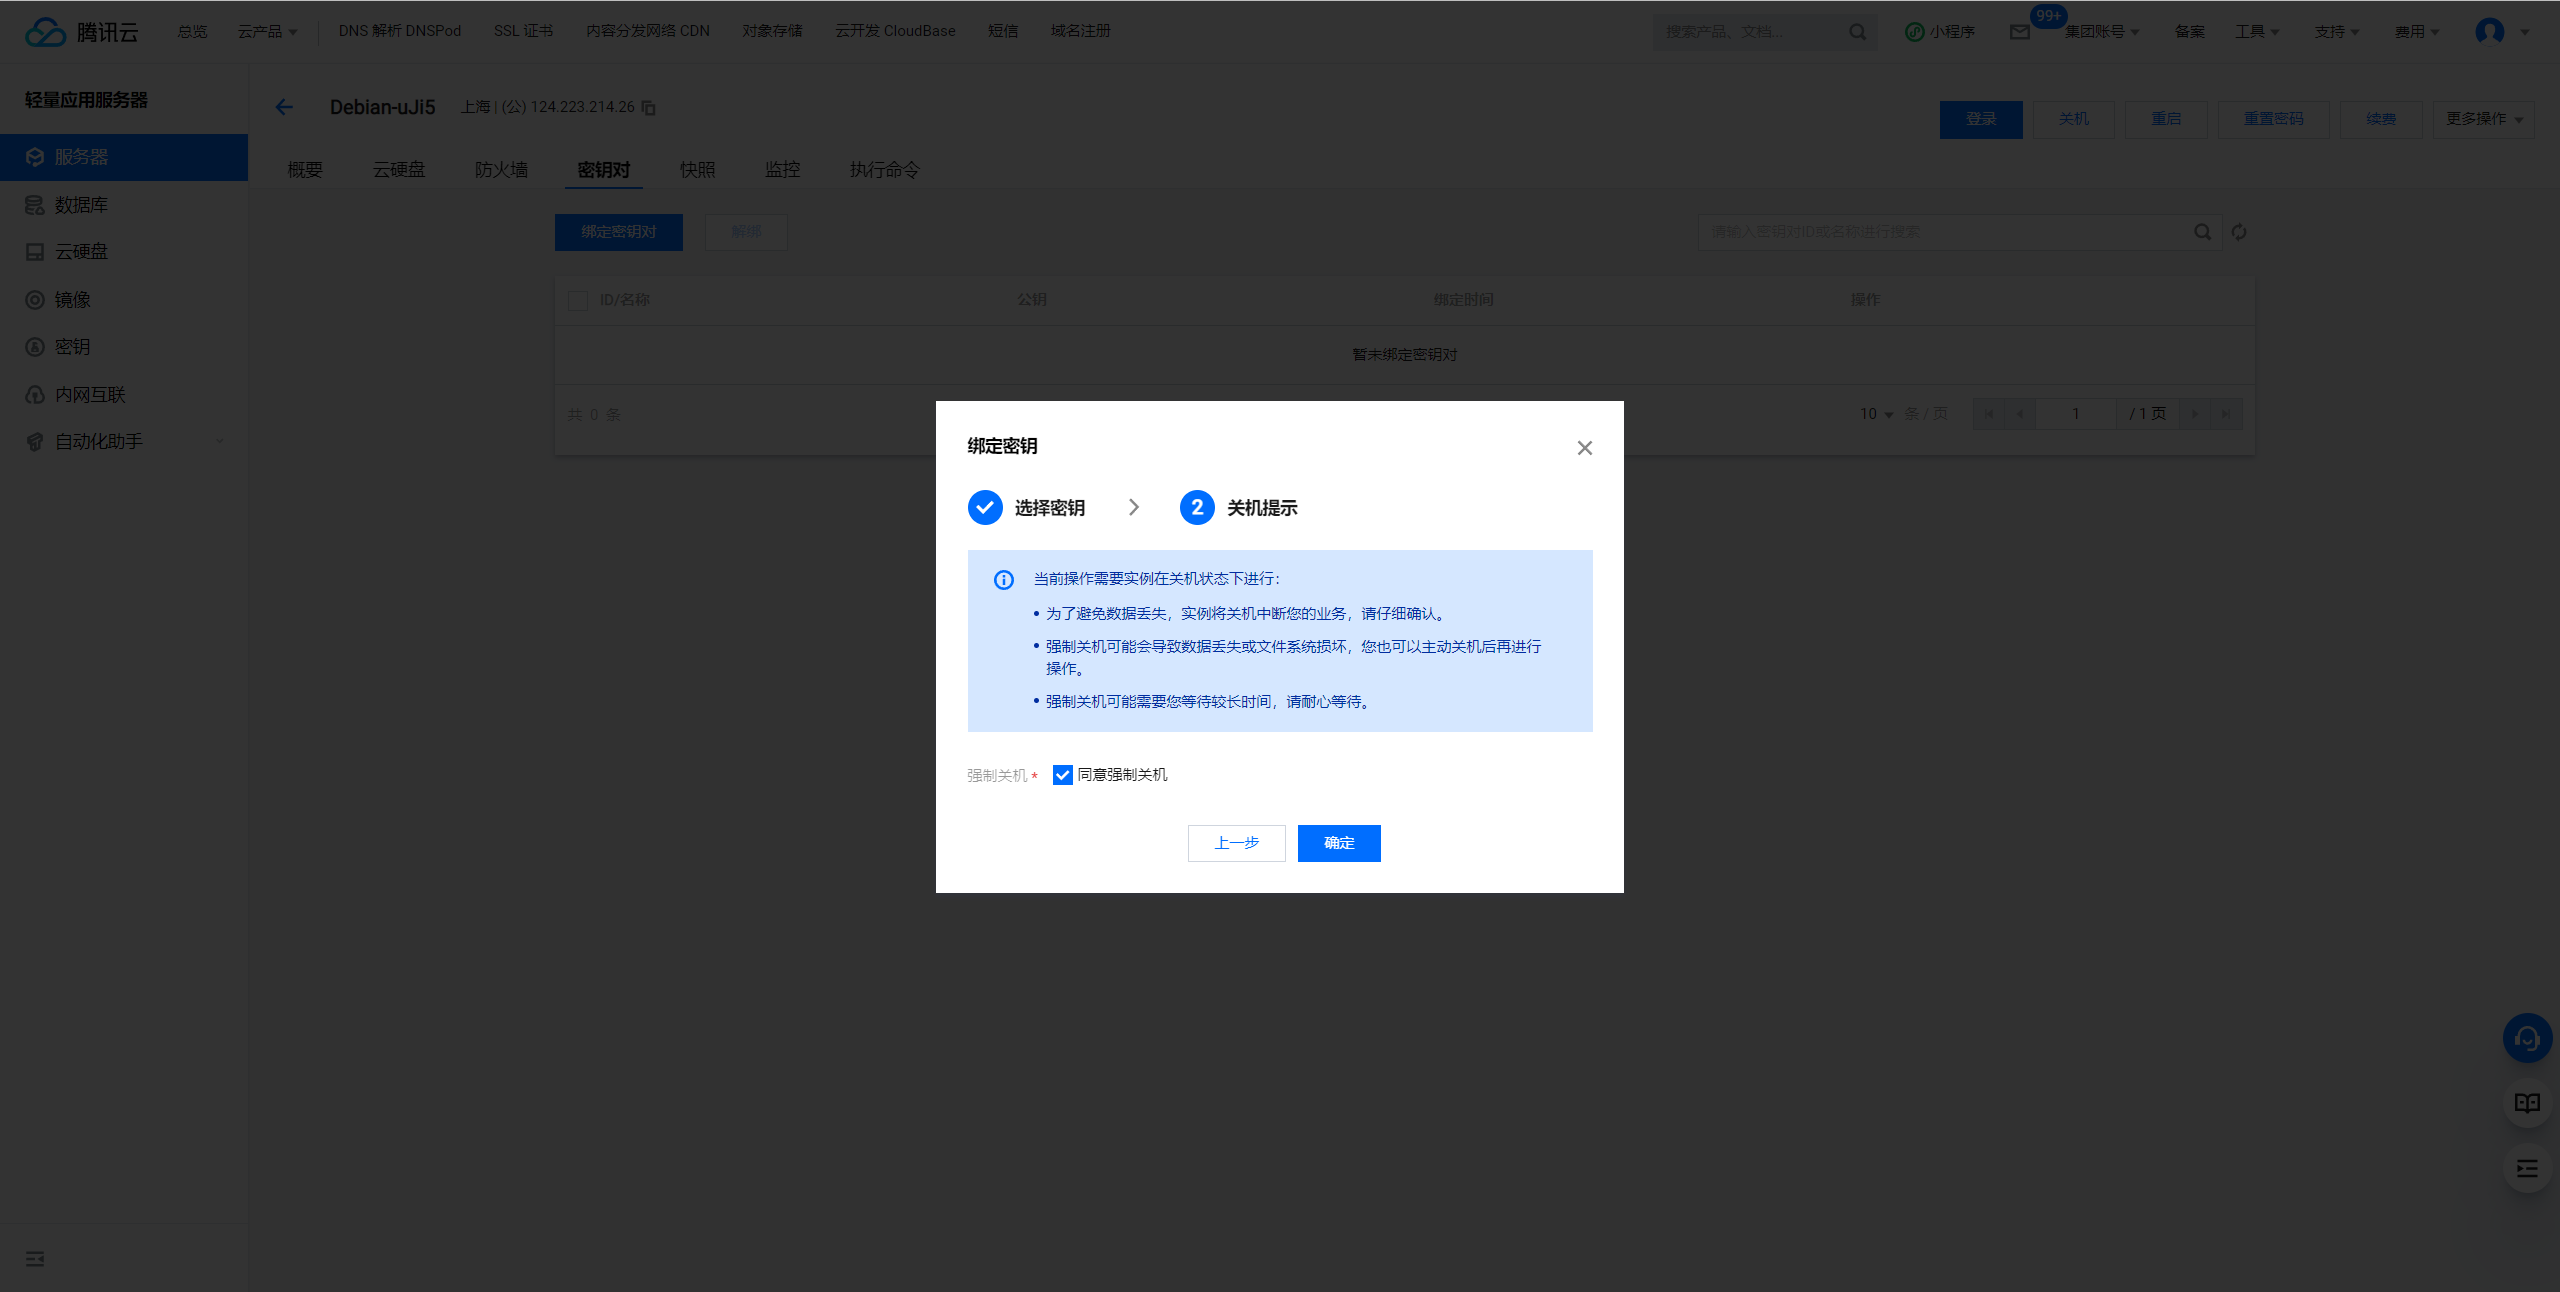 腾讯云
总览
云产品
DNS 解析 DNSPod
SSL 证书
内容分发网络 CDN
对象存储
云开发 CloudBase
短信
域名注册
搜索产品、文档...
小程序
99+
集团账号
备案
工具
支持
费用
轻量应用服务器
服务器
数据库
云硬盘
镜像
密钥
内网互联
自动化助手
Debian-uJi5
上海 | (公) 124.223.214.26
登录
关机
重启
重置密码
续费
更多操作
概要
云硬盘
防火墙
密钥对
快照
监控
执行命令
绑定密钥对
解绑
请输入密钥对ID或名称进行搜索
ID/名称
公钥
绑定时间
操作
暂未绑定密钥对
共 0 条
10
条 / 页
1
/ 1 页
绑定密钥
选择密钥
2
关机提示
当前操作需要实例在关机状态下进行：
• 为了避免数据丢失，实例将关机中断您的业务，请仔细确认。
• 强制关机可能会导致数据丢失或文件系统损坏，您也可以主动关机后再进行
操作。
• 强制关机可能需要您等待较长时间，请耐心等待。
强制关机 *
同意强制关机
上一步
确定